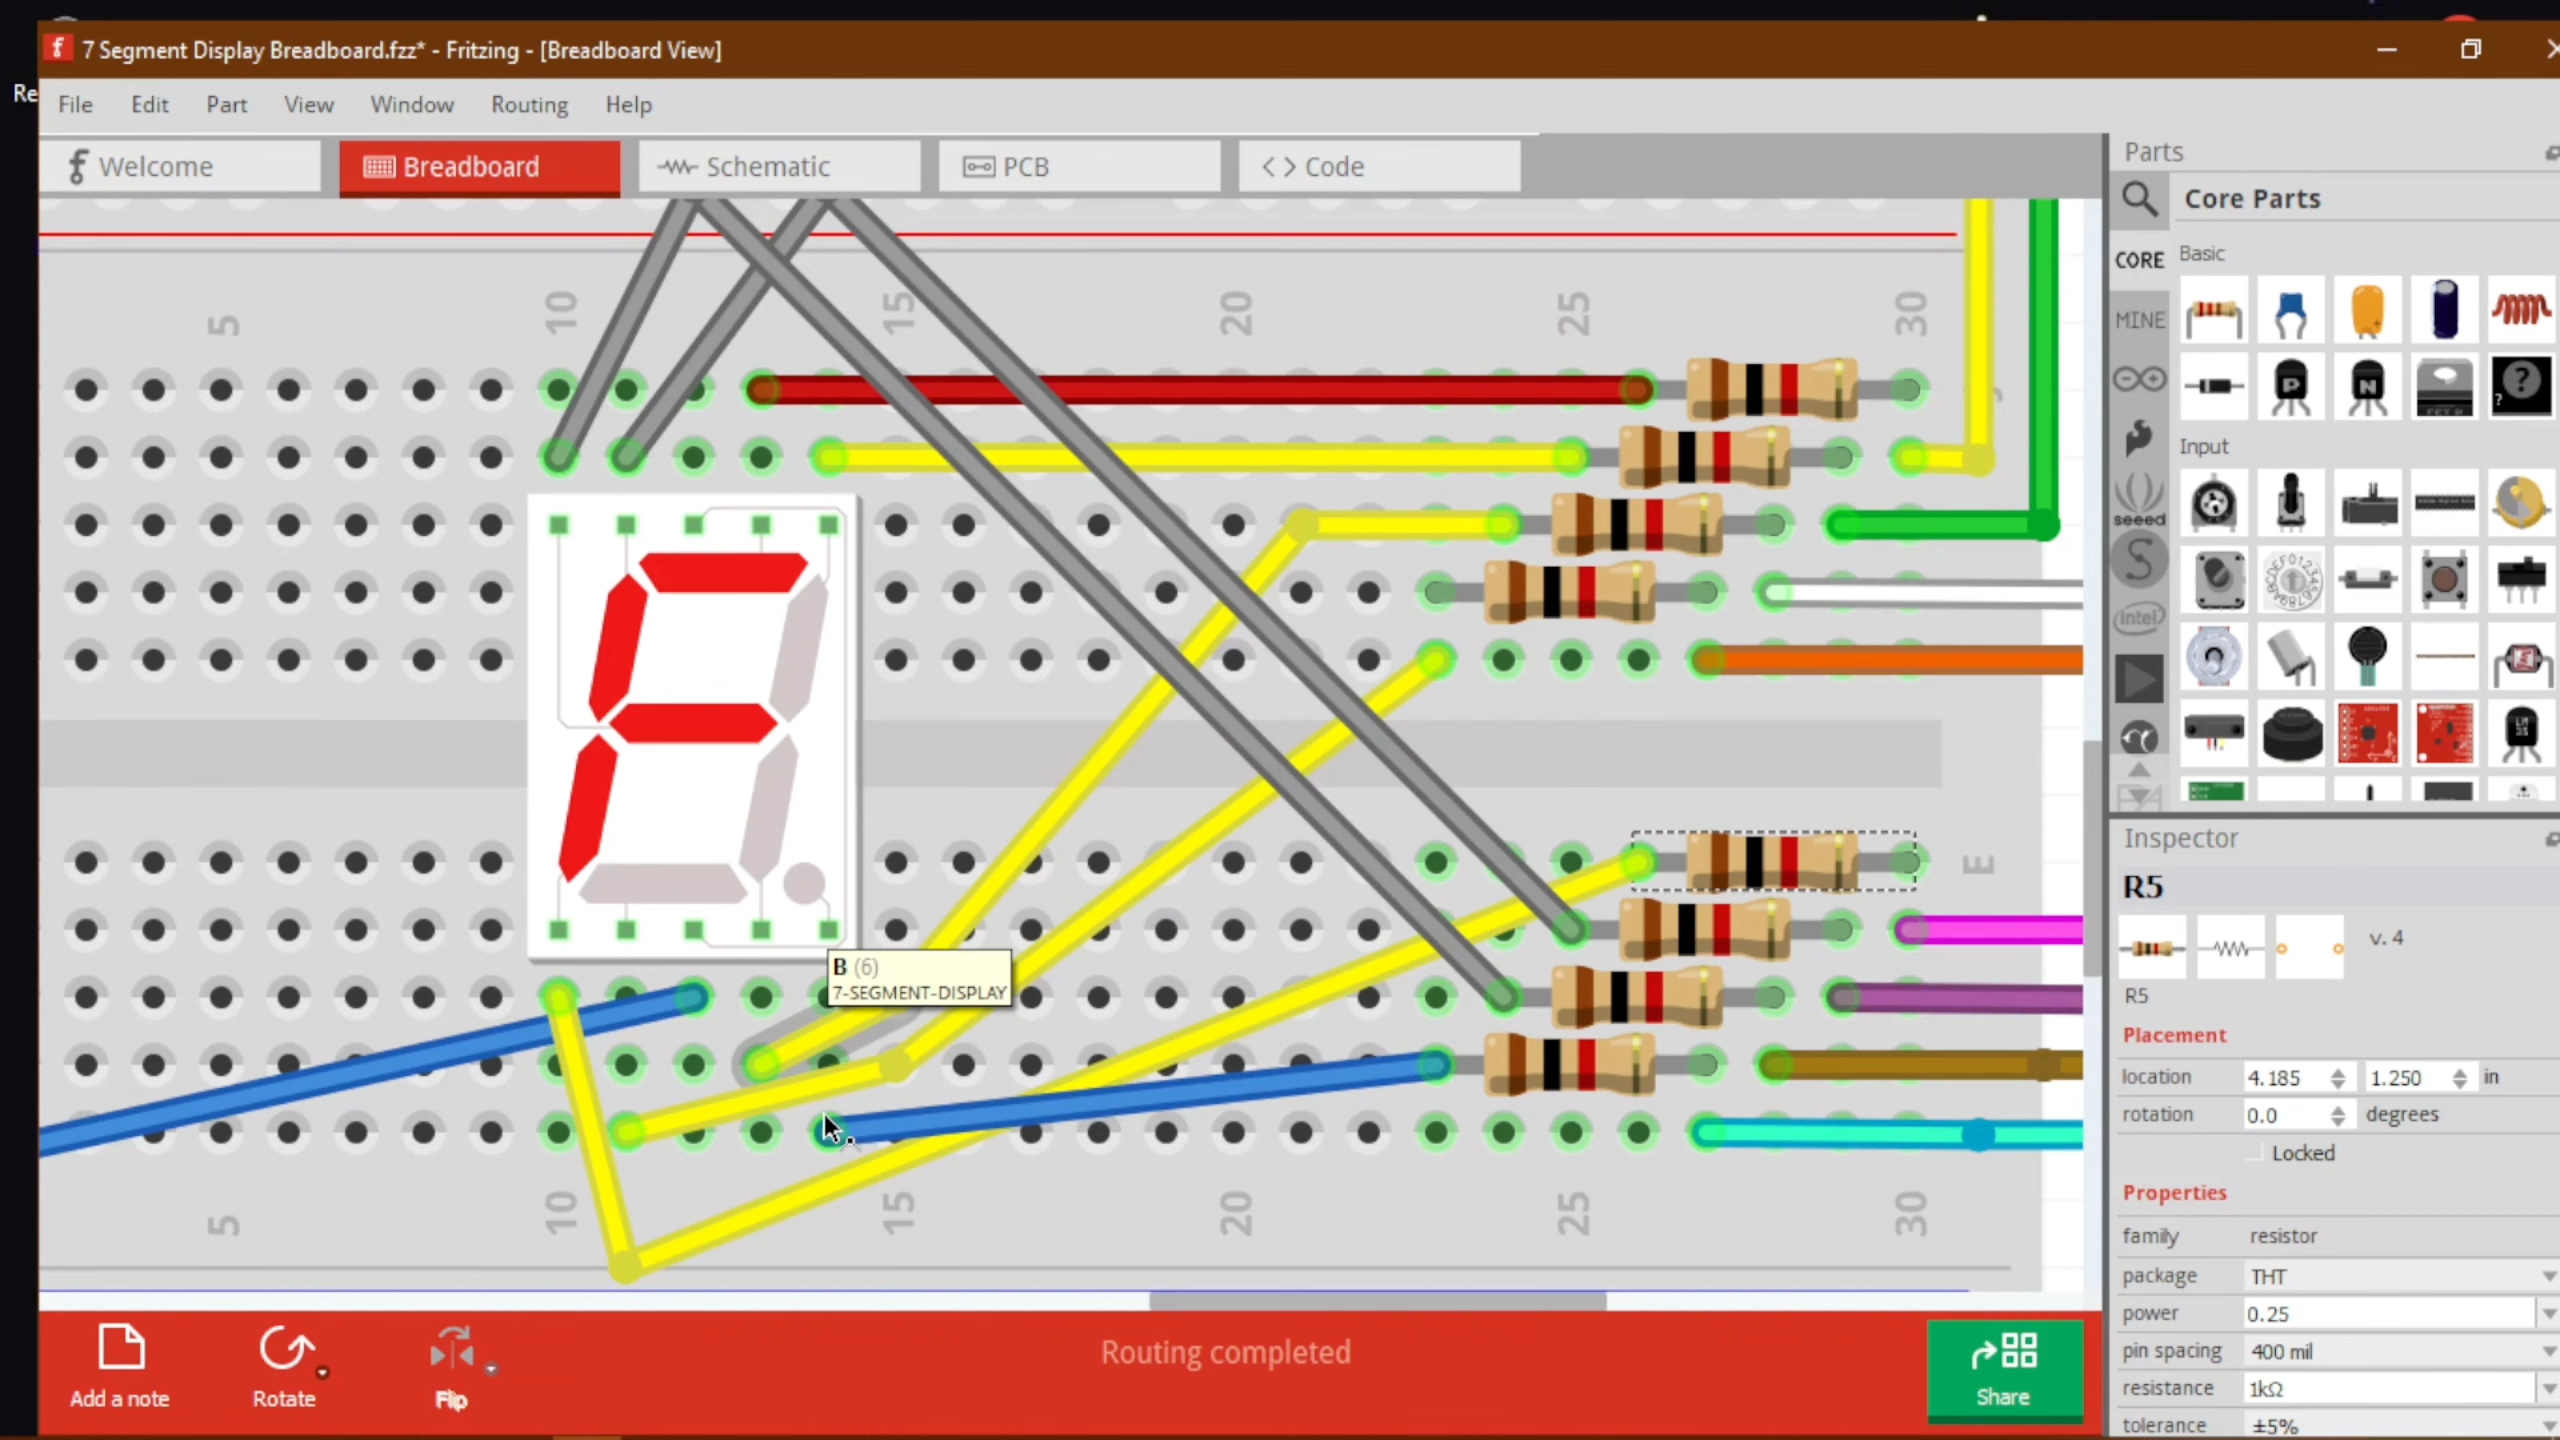 7 Segment Display Breadboard.fzz* - Fritzing - [Breadboard View]
Re
File Edit Part View Window Routing Help
Welcome Breadboard Schematic PCB Code
Parts
Core Parts
CORE
Basic
MINE
Input
seeed
intel
5 10 15 20 25 30
P N
FET P
?
?
E
B (6)
7-SEGMENT-DISPLAY
5 10 15 20 25 30
Inspector
R5
v. 4
R5
Placement
location 4.185 1.250 in
rotation 0.0 degrees
Locked
Properties
family resistor
package THT
power 0.25
pin spacing 400 mil
resistance 1kΩ
tolerance ±5%
Routing completed
Add a note Rotate Flip Share